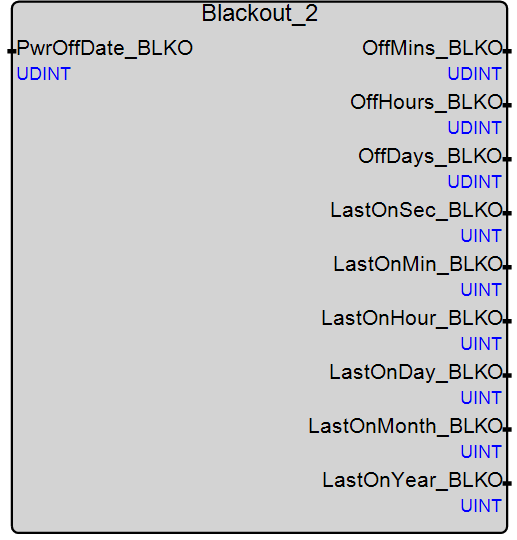 Blackout_2
PwrOffDate_BLKO
UDINT
OffMins_BLKO
UDINT
OffHours_BLKO
UDINT
OffDays_BLKO
UDINT
LastOnSec_BLKO
UINT
LastOnMin_BLKO
UINT
LastOnHour_BLKO
UINT
LastOnDay_BLKO
UINT
LastOnMonth_BLKO
UINT
LastOnYear_BLKO
UINT